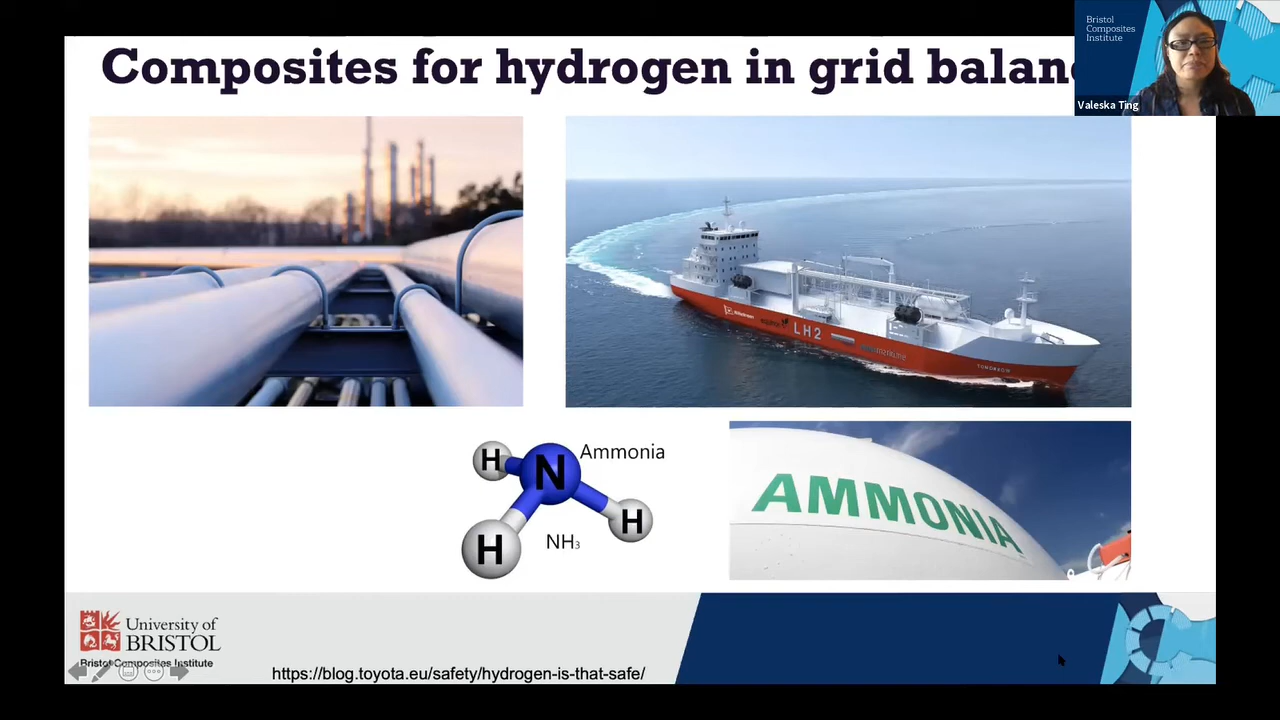 Composites for hydrogen in grid balan
Bristol
Composites
Institute
Valeska Ting
LH2
H
N
Ammonia
H
H
NH₃
AMMONIA
University of
BRISTOL
Bristol Composites Institute
https://blog.toyota.eu/safety/hydrogen-is-that-safe/